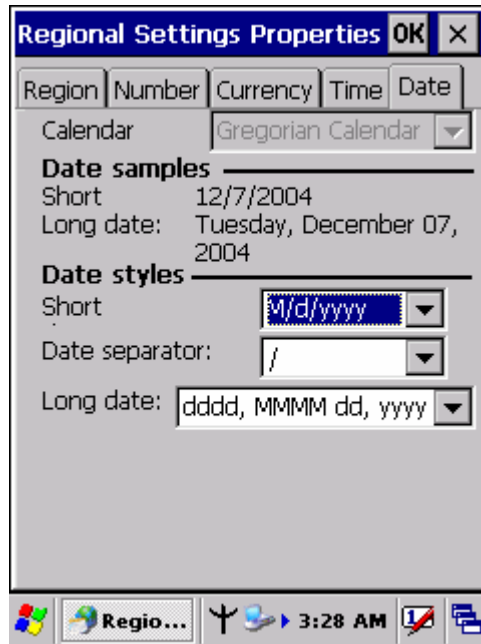 Regional Settings Properties OK ×
Region Number Currency Time Date
Calendar Gregorian Calendar
Date samples
Short 12/7/2004
Long date: Tuesday, December 07,
2004
Date styles
Short M/d/yyyy
Date separator: /
Long date: dddd, MMMM dd, yyyy
Regio... 3:28 AM